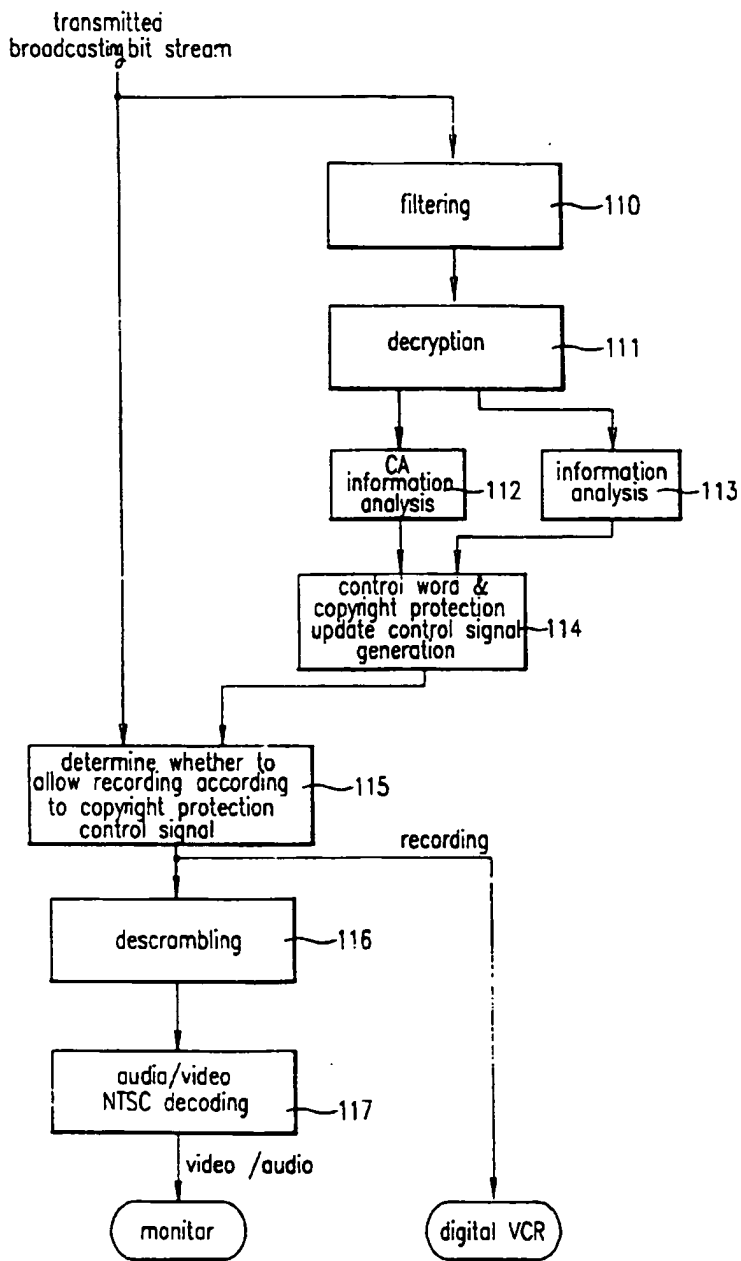 transmitted
broadcasting bit stream
filtering
110
decryption
111
CA
information
analysis
112
information
analysis
113
control word &
copyright protection
update control signal
generation
114
determine whether to
allow recording according
to copyright protection
control signal
115
recording
descrambling
116
audio/video
NTSC decoding
117
video /audio
monitar
digital VCR